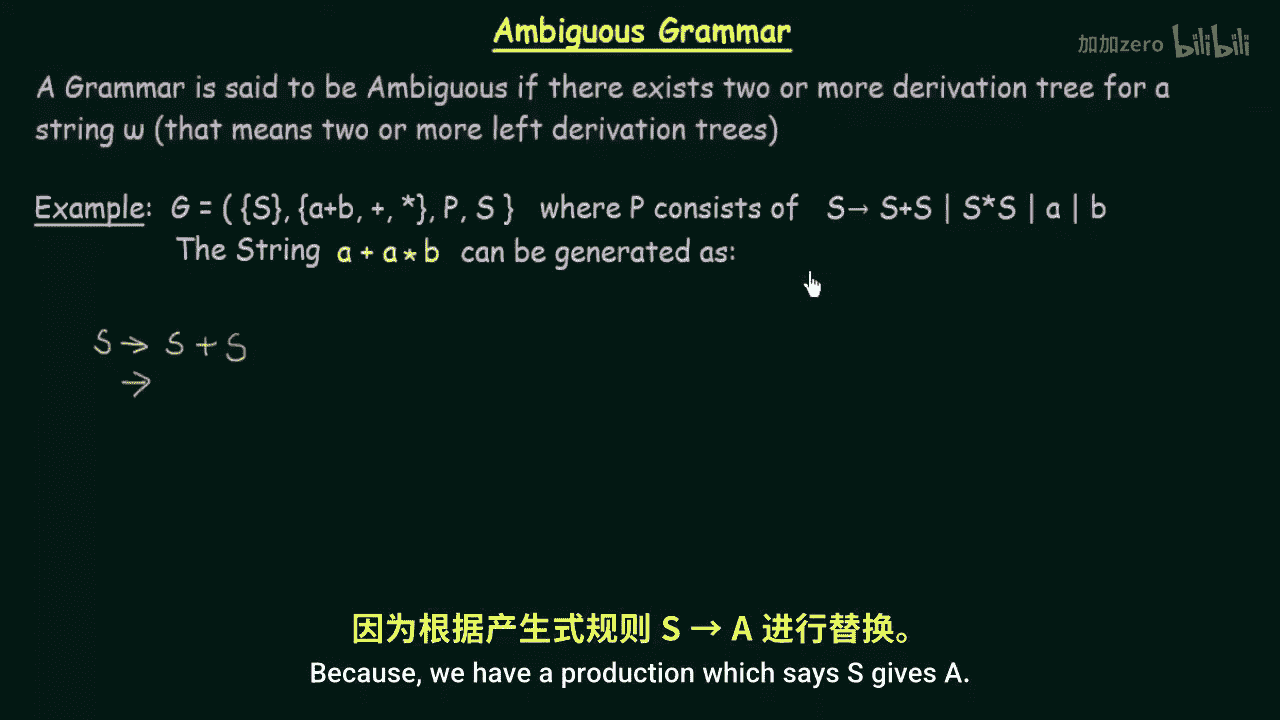 Ambiguous Grammar
加加zero bilibili
A Grammar is said to be Ambiguous if there exists two or more derivation tree for a
string w (that means two or more left derivation trees)
Example: G = ( {S}, {a+b, +, *}, P, S } where P consists of S→ S+S | S*S | a | b
The String a + a * b can be generated as:
S → S + S
→
因为根据产生式规则 S → A 进行替换。
Because, we have a production which says S gives A.